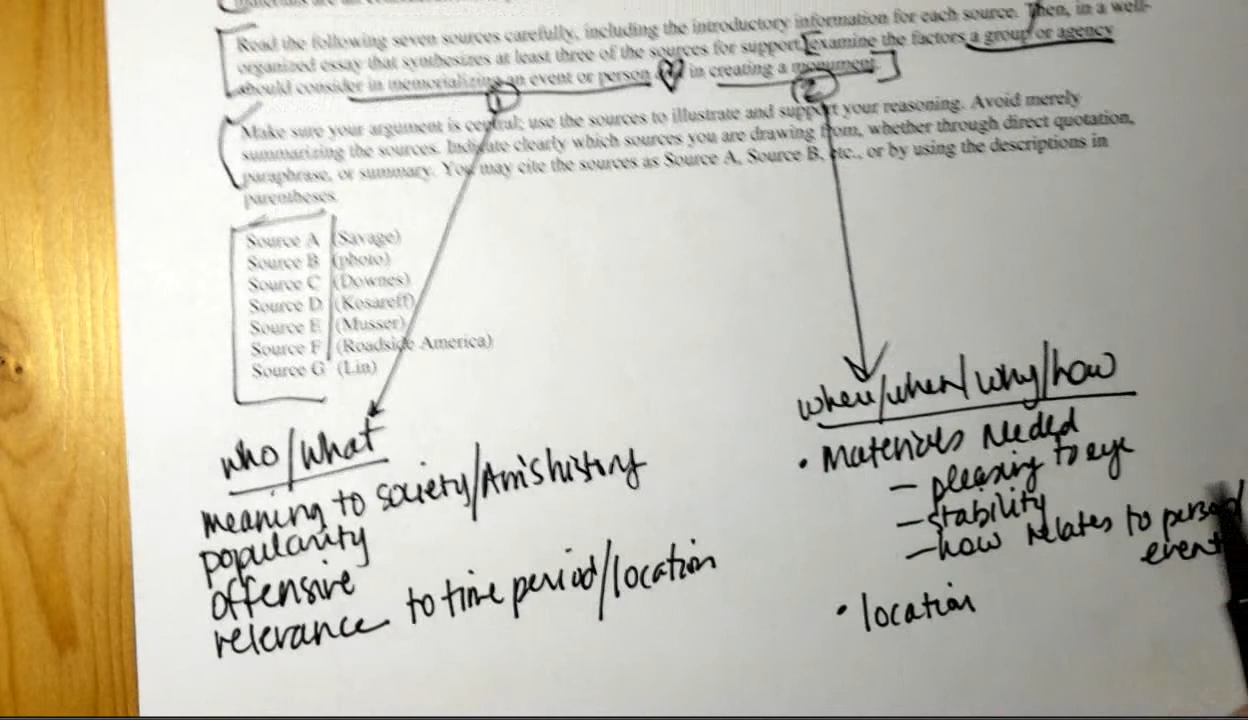 Read the following seven sources carefully, including the introductory information for each source. Then, in a well-
organized essay that synthesizes at least three of the sources for support, examine the factors a group or agency
should consider in memorializing an event or person and in creating a monument.
1
2
Make sure your argument is central; use the sources to illustrate and support your reasoning. Avoid merely
summarizing the sources. Indicate clearly which sources you are drawing from, whether through direct quotation,
paraphrase, or summary. You may cite the sources as Source A, Source B, etc., or by using the descriptions in
parentheses.
Source A (Savage)
Source B (photo)
Source C (Downes)
Source D (Kosareff)
Source E (Musser)
Source F (Roadside America)
Source G (Lin)
who/what
meaning to society/
popularity
offensive
relevance to time period/location
where/when/why/how
• Materials Needed
– pleasing to eye
– stability
– how relates to person/
event
• location